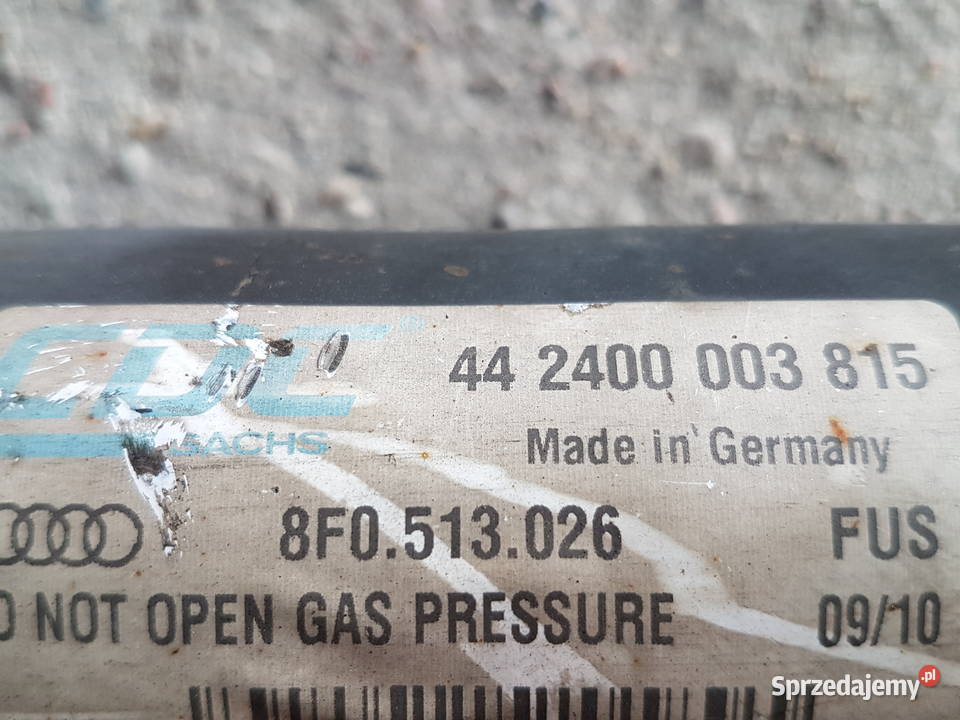 CDC®
44 2400 003 815
SACHS
Made in Germany
8F0.513.026
FUS
NOT OPEN GAS PRESSURE
09/10
Sprzedajemy.pl